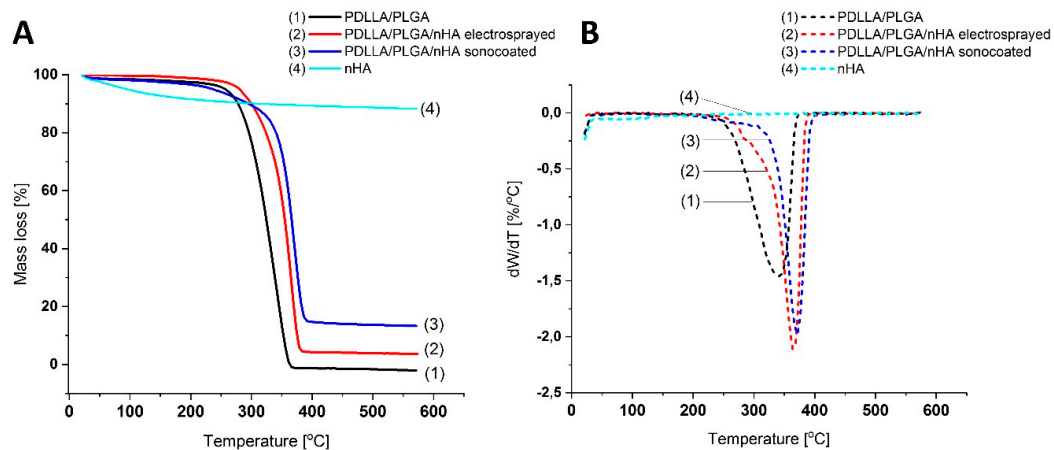 A
(1) PDLLA/PLGA
(2) PDLLA/PLGA/nHA electrosprayed
(3) PDLLA/PLGA/nHA sonocoated
(4) nHA
100
80
60
40
20
0
Mass loss [%]
(4)
(3)
(2)
(1)
0 100 200 300 400 500 600
Temperature [°C]
B
(1) PDLLA/PLGA
(2) PDLLA/PLGA/nHA electrosprayed
(3) PDLLA/PLGA/nHA sonocoated
(4) nHA
0,0
-0,5
-1,0
-1,5
-2,0
-2,5
dW/dT [%/°C]
(4)
(3)
(2)
(1)
0 100 200 300 400 500 600
Temperature [°C]